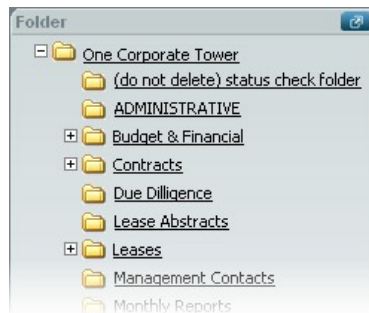 Folder
One Corporate Tower
(do not delete) status check folder
ADMINISTRATIVE
Budget & Financial
Contracts
Due Dilligence
Lease Abstracts
Leases
Management Contacts
Monthly Reports